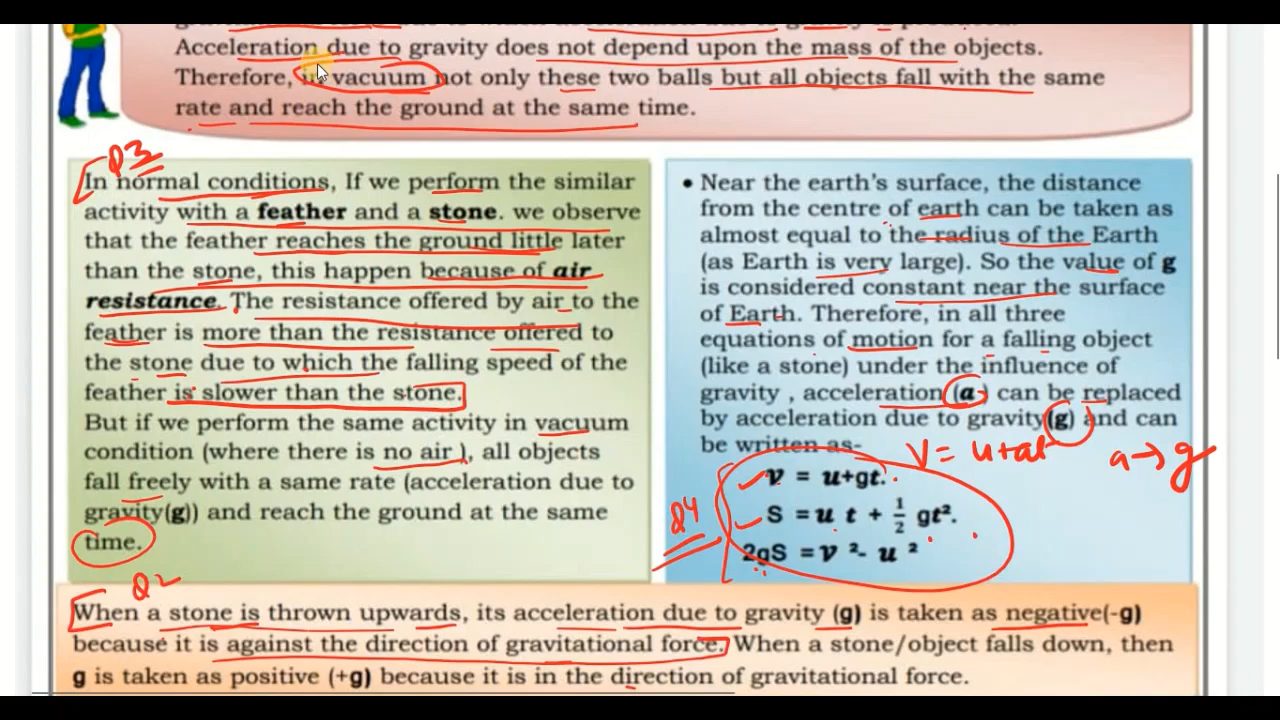 Acceleration due to gravity does not depend upon the mass of the objects.
Therefore, vacuum not only these two balls but all objects fall with the same
rate and reach the ground at the same time.
Q3
In normal conditions, If we perform the similar
activity with a feather and a stone. we observe
that the feather reaches the ground little later
than the stone, this happen because of air
resistance. The resistance offered by air to the
feather is more than the resistance offered to
the stone due to which the falling speed of the
feather is slower than the stone.
But if we perform the same activity in vacuum
condition (where there is no air ), all objects
fall freely with a same rate (acceleration due to
gravity(g)) and reach the ground at the same
time.
• Near the earth's surface, the distance
from the centre of earth can be taken as
almost equal to the radius of the Earth
(as Earth is very large). So the value of g
is considered constant near the surface
of Earth. Therefore, in all three
equations of motion for a falling object
(like a stone) under the influence of
gravity , acceleration (a) can be replaced
by acceleration due to gravity(g) and can
be written as-
V = u+at
a → g
v = u+gt.
Q4
S = u t + 1/2 gt².
2gS = v ²- u ²
Q2
When a stone is thrown upwards, its acceleration due to gravity (g) is taken as negative(-g)
because it is against the direction of gravitational force. When a stone/object falls down, then
g is taken as positive (+g) because it is in the direction of gravitational force.